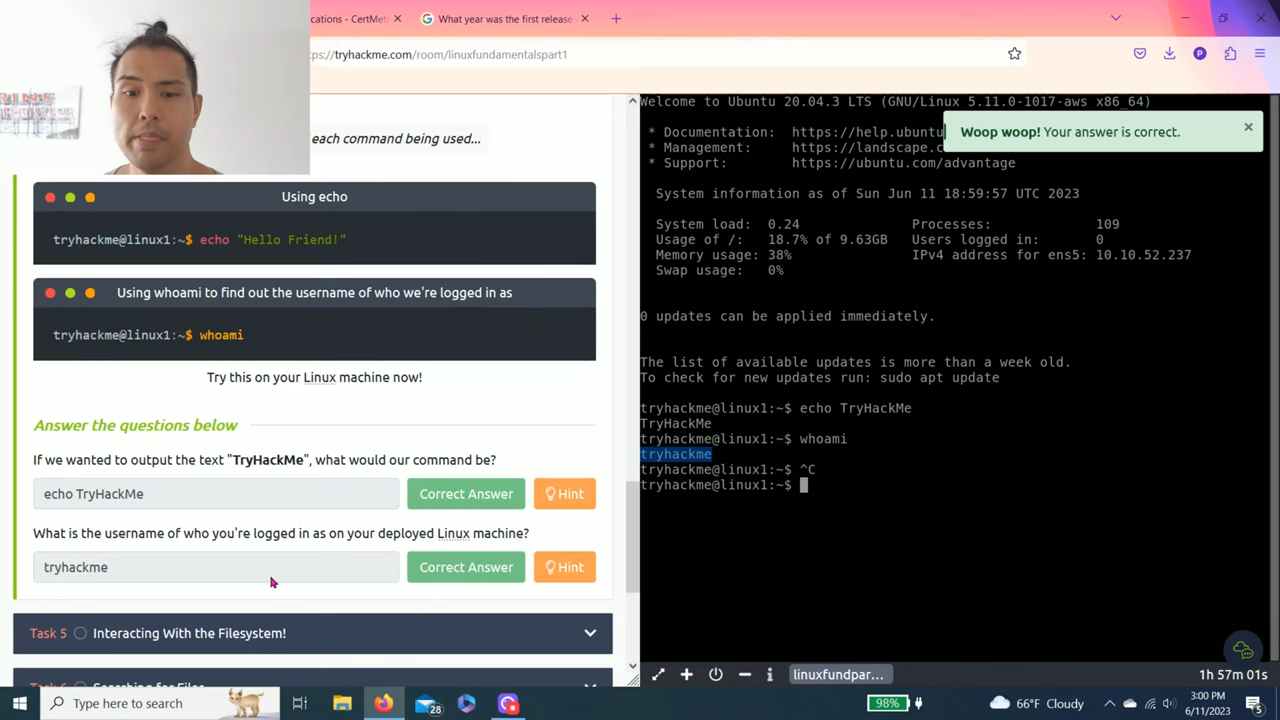 ications - CertMetr
What year was the first release
ps://tryhackme.com/room/linuxfundamentalspart1
each command being used...
Using echo
tryhackme@linux1:~$ echo "Hello Friend!"
Using whoami to find out the username of who we're logged in as
tryhackme@linux1:~$ whoami
Try this on your Linux machine now!
Answer the questions below
If we wanted to output the text "TryHackMe", what would our command be?
echo TryHackMe
Correct Answer
Hint
What is the username of who you're logged in as on your deployed Linux machine?
tryhackme
Correct Answer
Hint
Task 5 Interacting With the Filesystem!
Task 6 Searching for Files
Welcome to Ubuntu 20.04.3 LTS (GNU/Linux 5.11.0-1017-aws x86_64)
* Documentation: https://help.ubuntu
* Management: https://landscape.c
* Support: https://ubuntu.com/advantage
Woop woop! Your answer is correct.
System information as of Sun Jun 11 18:59:57 UTC 2023
System load: 0.24 Processes: 109
Usage of /: 18.7% of 9.63GB Users logged in: 0
Memory usage: 38% IPv4 address for ens5: 10.10.52.237
Swap usage: 0%
0 updates can be applied immediately.
The list of available updates is more than a week old.
To check for new updates run: sudo apt update
tryhackme@linux1:~$ echo TryHackMe
TryHackMe
tryhackme@linux1:~$ whoami
tryhackme
tryhackme@linux1:~$ ^C
tryhackme@linux1:~$
linuxfundpar...
1h 57m 01s
Type here to search
28
98%
66°F Cloudy
3:00 PM
6/11/2023
5